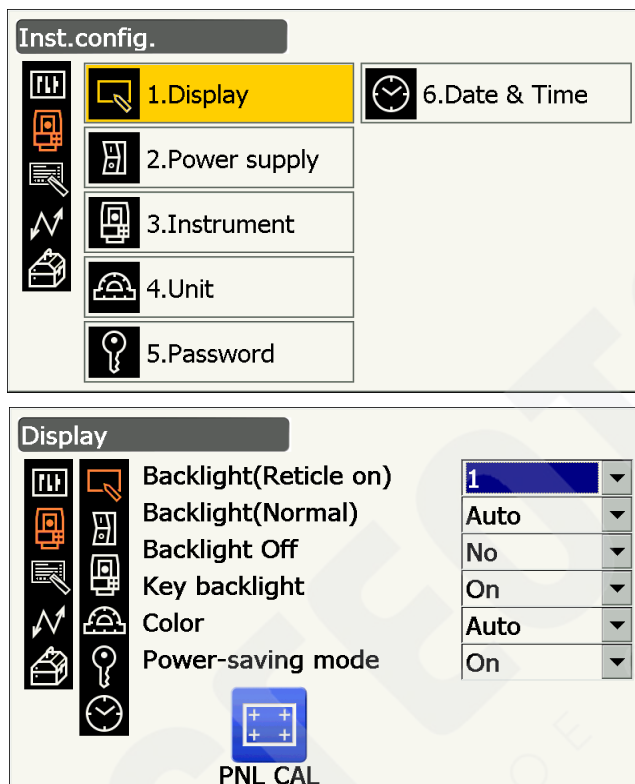 Inst.config.
1.Display
6.Date & Time
2.Power supply
3.Instrument
4.Unit
5.Password
Display
Backlight(Reticle on) 1
Backlight(Normal) Auto
Backlight Off No
Key backlight On
Color Auto
Power-saving mode On
PNL CAL